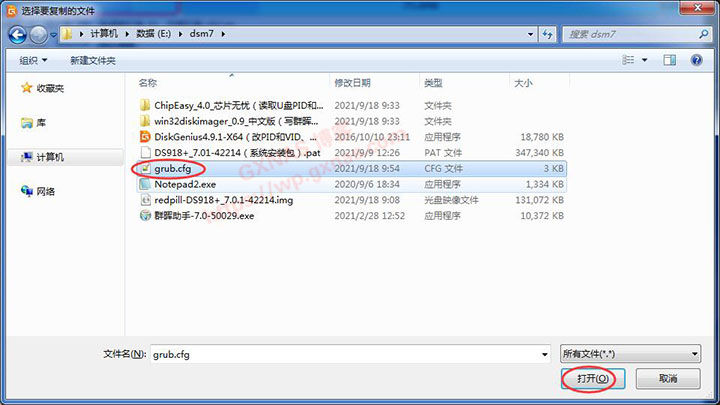 选择要复制的文件
计算机 ▸ 数据 (E:) ▸ dsm7 ▸
搜索 dsm7
组织 ▼ 新建文件夹
名称 修改日期 类型 大小
收藏夹
库
计算机
网络
ChipEasy_4.0_芯片无忧（读取U盘PID和... 2021/9/18 9:33 文件夹
win32diskimager_0.9_中文版（写群晖... 2021/9/18 9:33 文件夹
DiskGenius4.9.1-X64（改PID和VID、... 2016/10/10 23:11 应用程序 18,780 KB
DS918+_7.01-42214（系统安装包）.pat 2021/9/9 12:26 PAT 文件 347,340 KB
grub.cfg 2021/9/18 9:54 CFG 文件 3 KB
Notepad2.exe 2020/9/6 18:34 应用程序 1,334 KB
redpill-DS918+_7.0.1-42214.img 2021/9/18 9:08 光盘映像文件 131,072 KB
群晖助手-7.0-50029.exe 2021/2/28 12:52 应用程序 10,372 KB
文件名(N): grub.cfg 所有文件(*.*)
打开(O) 取消